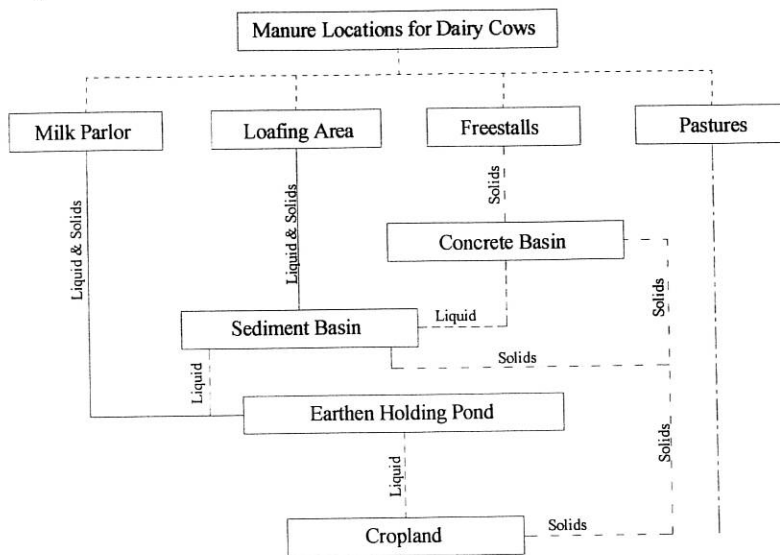 Manure Locations for Dairy Cows
Milk Parlor
Loafing Area
Freestalls
Pastures
Liquid & Solids
Liquid & Solids
Solids
Concrete Basin
Solids
Liquid
Sediment Basin
Solids
Liquid
Earthen Holding Pond
Solids
Liquid
Cropland
Solids